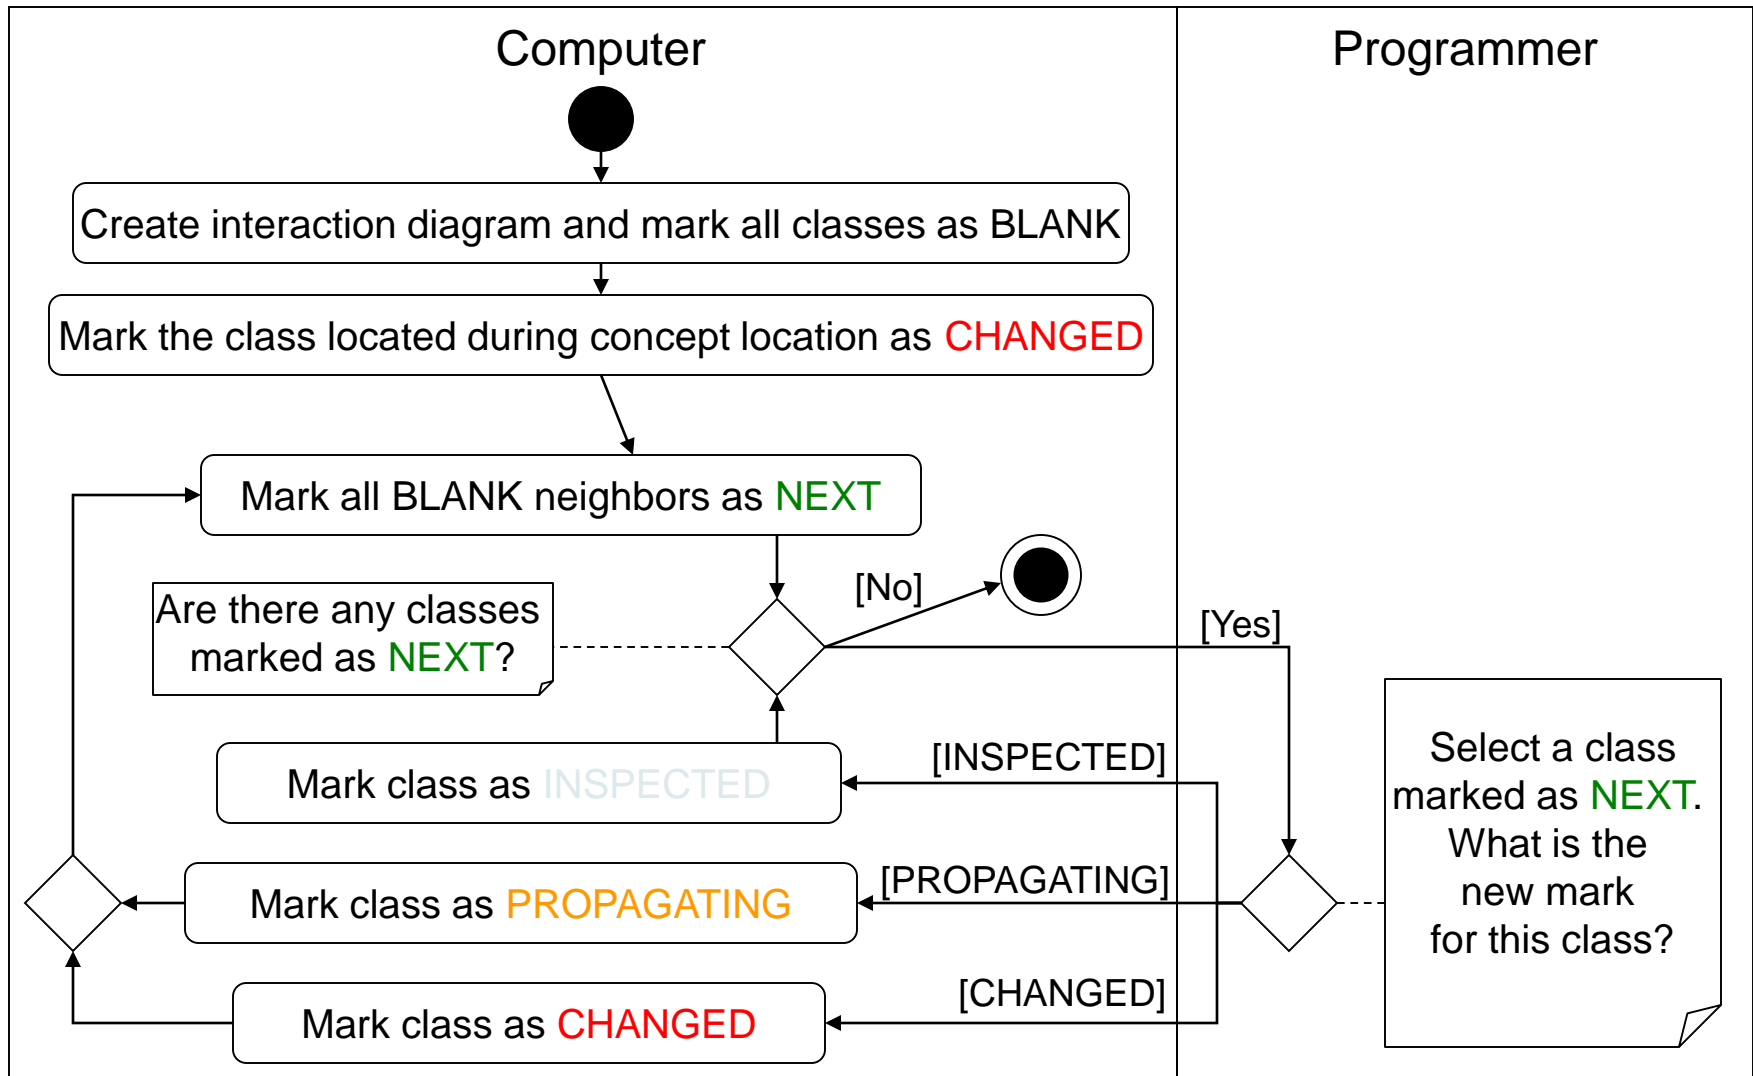 Computer
Programmer
Create interaction diagram and mark all classes as BLANK
Mark the class located during concept location as CHANGED
Mark all BLANK neighbors as NEXT
[No]
Are there any classes
marked as NEXT?
[Yes]
Mark class as INSPECTED
[INSPECTED]
Mark class as PROPAGATING
[PROPAGATING]
Mark class as CHANGED
[CHANGED]
Select a class
marked as NEXT.
What is the
new mark
for this class?